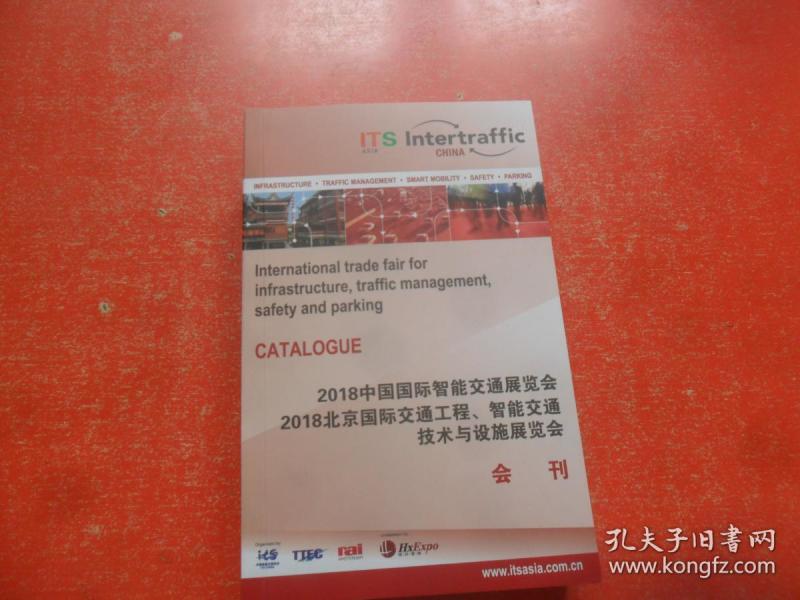 ITS Intertraffic
ASIA
CHINA
INFRASTRUCTURE • TRAFFIC MANAGEMENT • SMART MOBILITY • SAFETY • PARKING
International trade fair for
infrastructure, traffic management,
safety and parking
CATALOGUE
2018中国国际智能交通展览会
2018北京国际交通工程、智能交通
技术与设施展览会
会 刊
Organised by
TTEC rai HxExpo
AMSTERDAM
www.itsasia.com.cn
孔夫子旧书网
www.kongfz.com